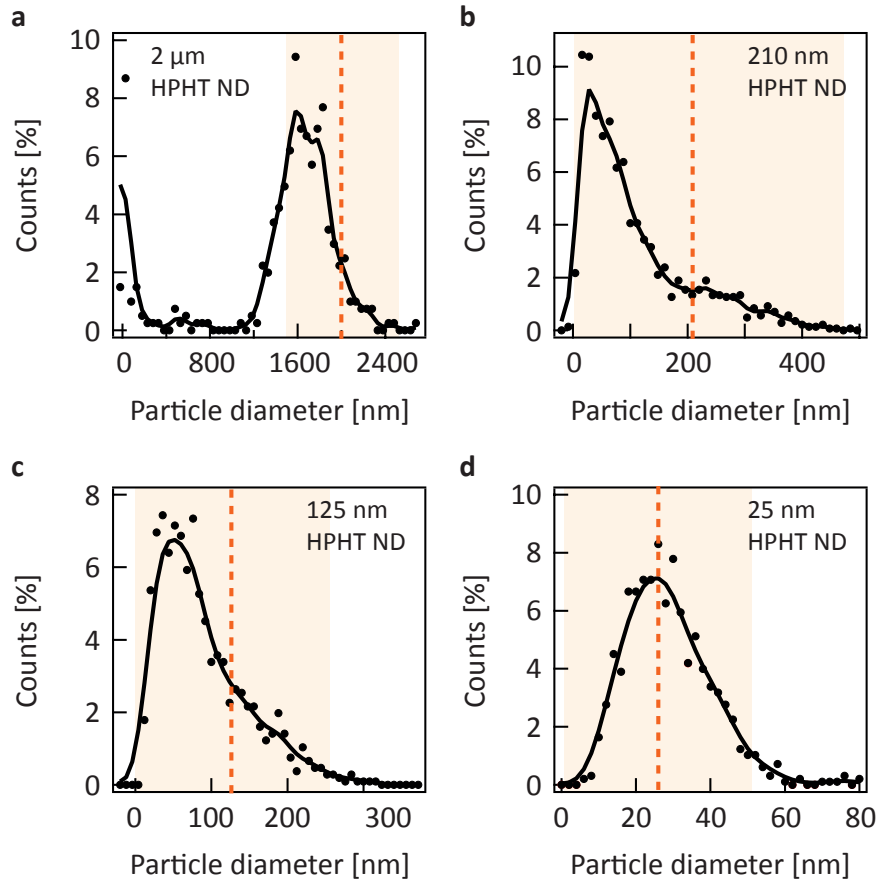 a
10
8
6
4
2
0
Counts [%]
2 μm
HPHT ND
0 800 1600 2400
Particle diameter [nm]
b
10
8
6
4
2
0
Counts [%]
210 nm
HPHT ND
0 200 400
Particle diameter [nm]
c
8
6
4
2
0
Counts [%]
125 nm
HPHT ND
0 100 200 300
Particle diameter [nm]
d
10
8
6
4
2
0
Counts [%]
25 nm
HPHT ND
0 20 40 60 80
Particle diameter [nm]